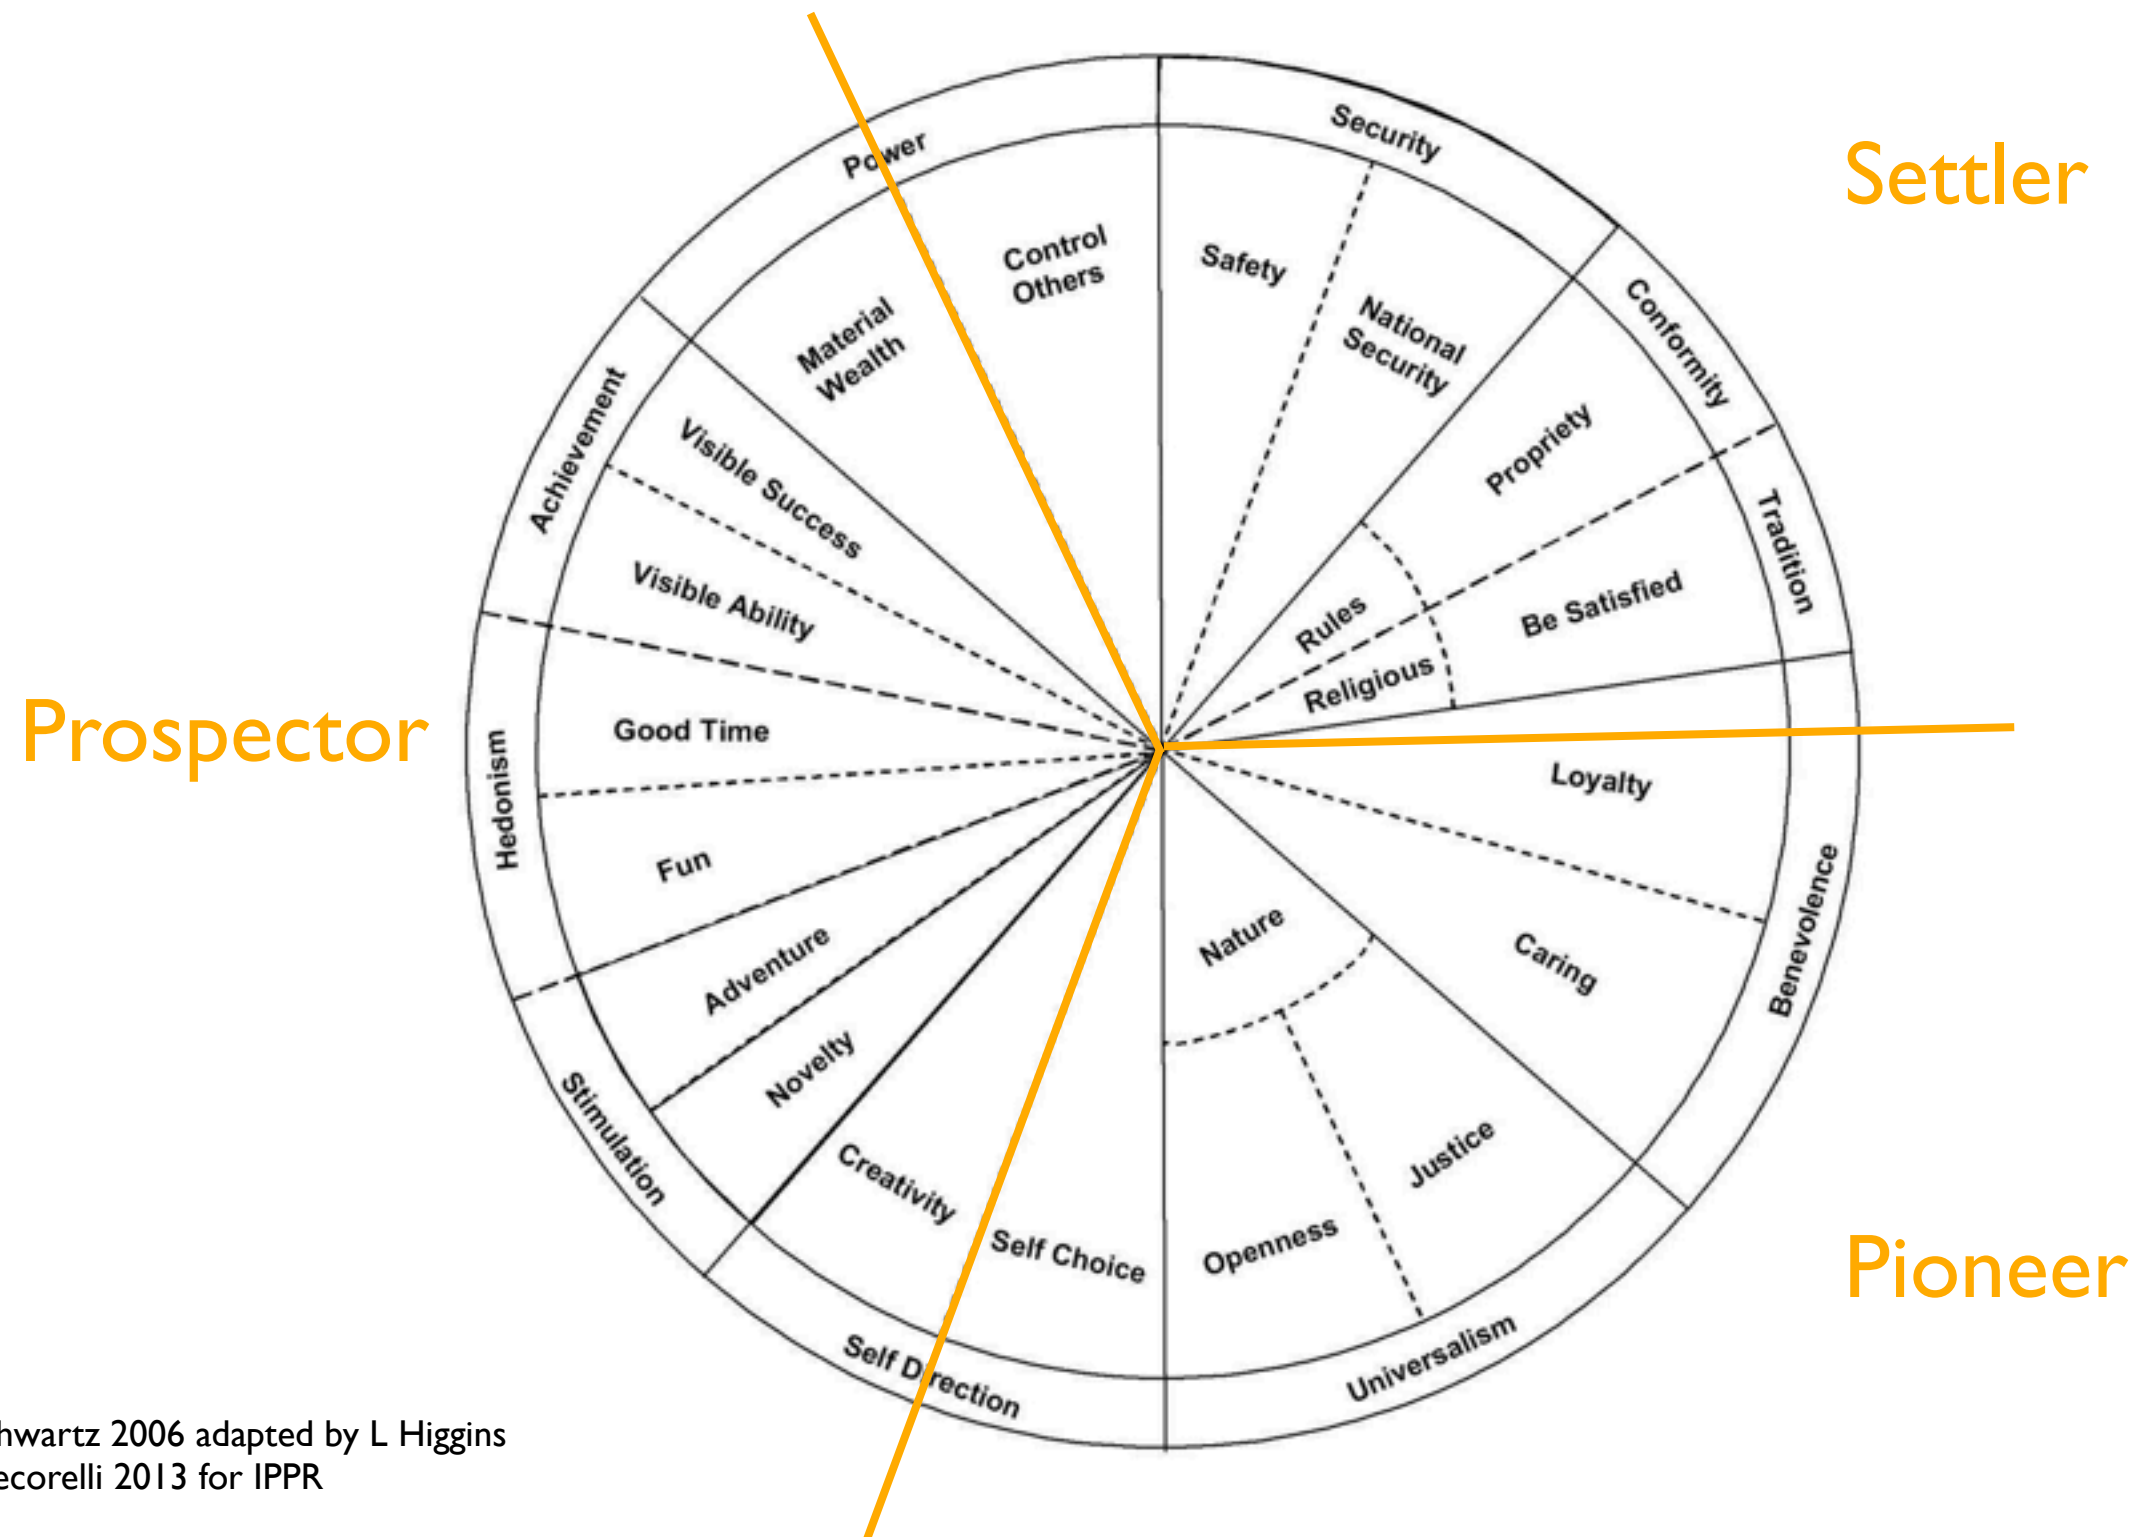 Power
Security
Settler
Control
Others
Safety
National
Security
Conformity
Material
Wealth
Achievement
Visible Success
Propriety
Tradition
Visible Ability
Rules
Be Satisfied
Religious
Prospector
Good Time
Hedonism
Loyalty
Fun
Benevolence
Nature
Caring
Adventure
Novelty
Stimulation
Justice
Creativity
Self Choice
Openness
Pioneer
Self Direction
Universalism
hwartz 2006 adapted by L Higgins
ecorelli 2013 for IPPR